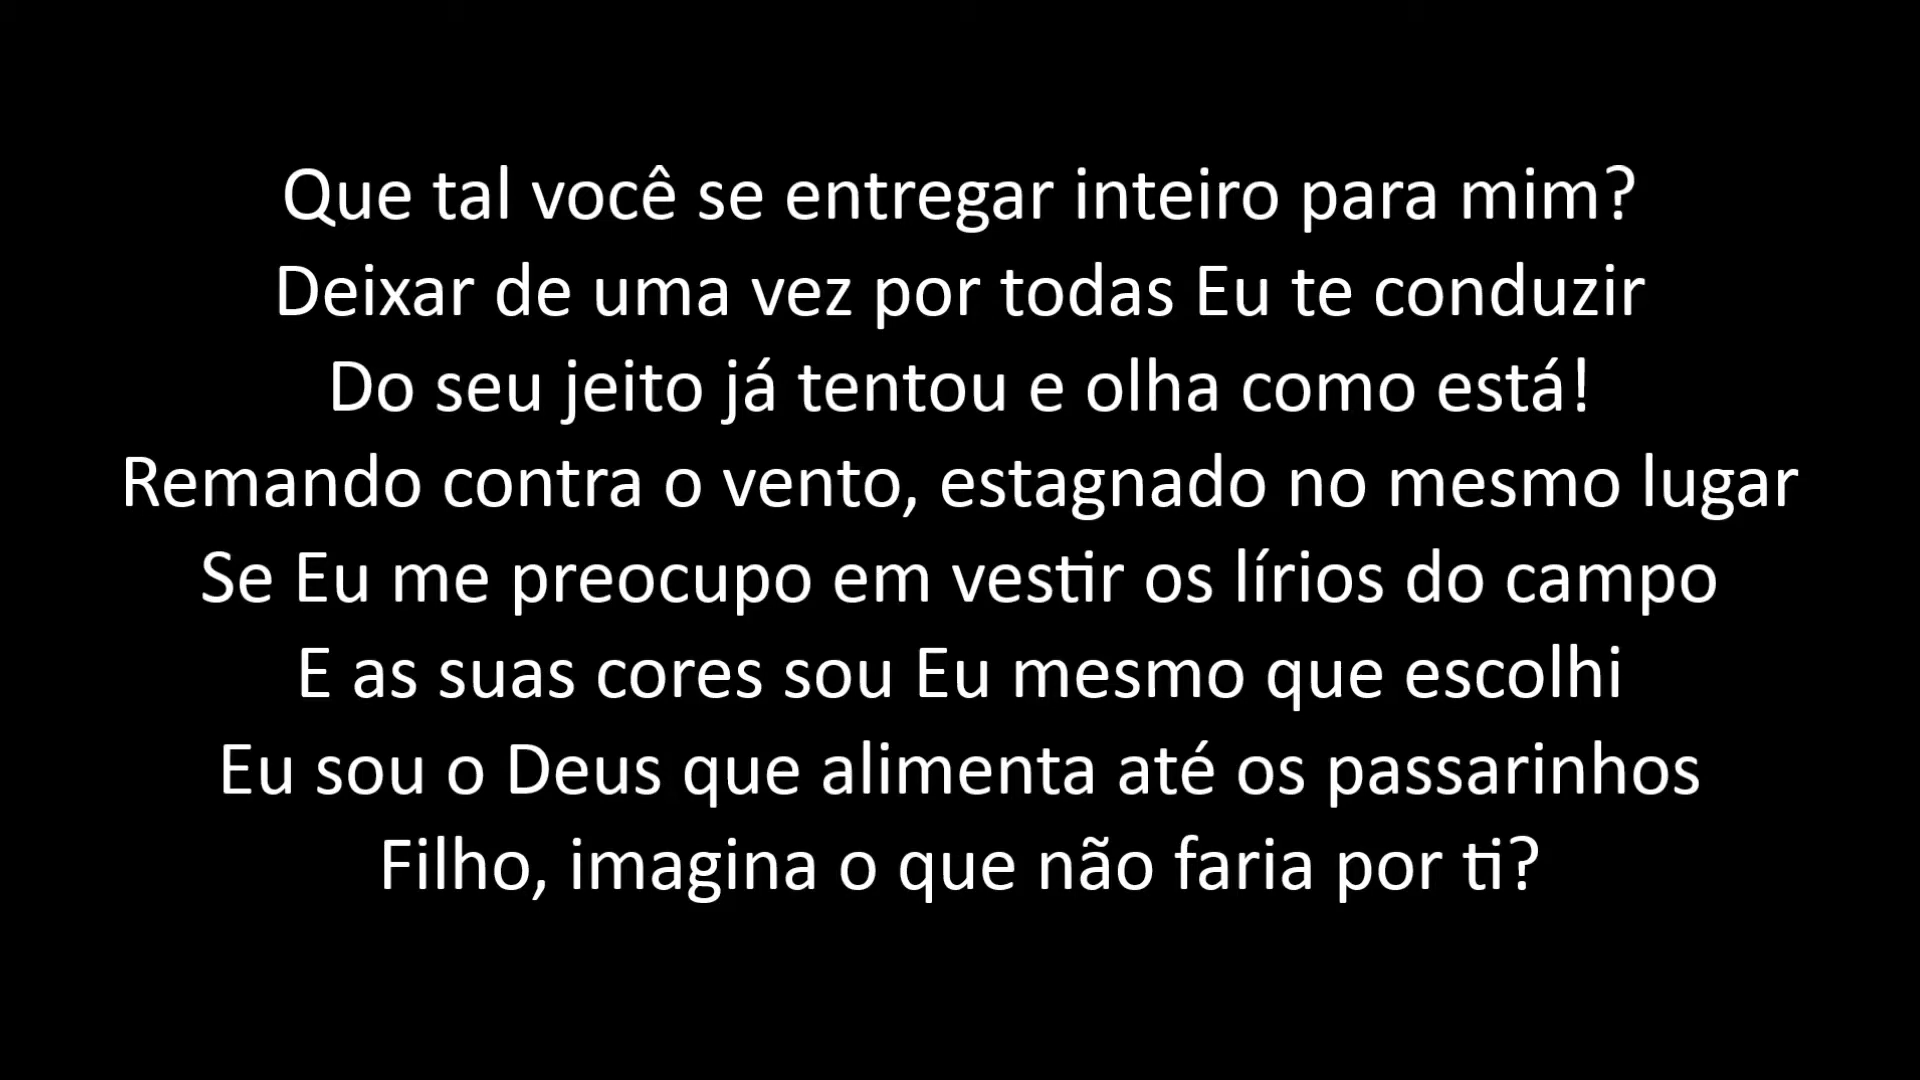 Que tal você se entregar inteiro para mim?
Deixar de uma vez por todas Eu te conduzir
Do seu jeito já tentou e olha como está!
Remando contra o vento, estagnado no mesmo lugar
Se Eu me preocupo em vestir os lírios do campo
E as suas cores sou Eu mesmo que escolhi
Eu sou o Deus que alimenta até os passarinhos
Filho, imagina o que não faria por ti?